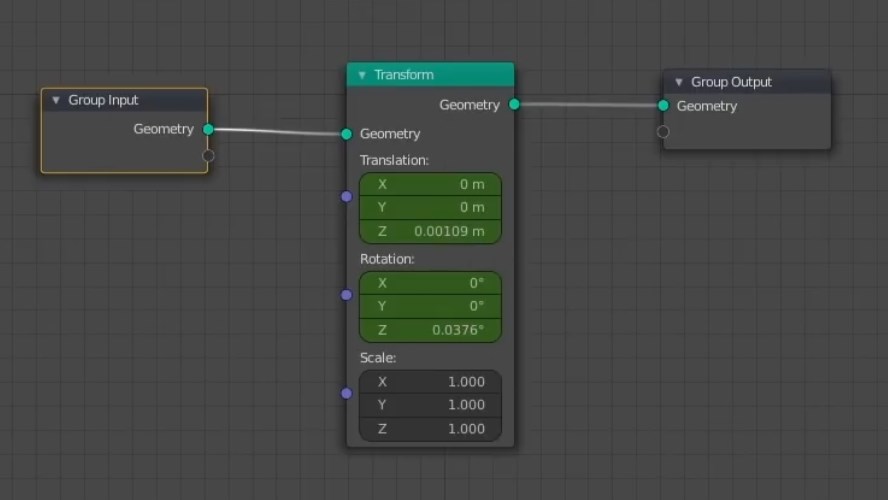 Group Input
Geometry
Transform
Geometry
Geometry
Translation:
X 0 m
Y 0 m
Z 0.00109 m
Rotation:
X 0°
Y 0°
Z 0.0376°
Scale:
X 1.000
Y 1.000
Z 1.000
Group Output
Geometry